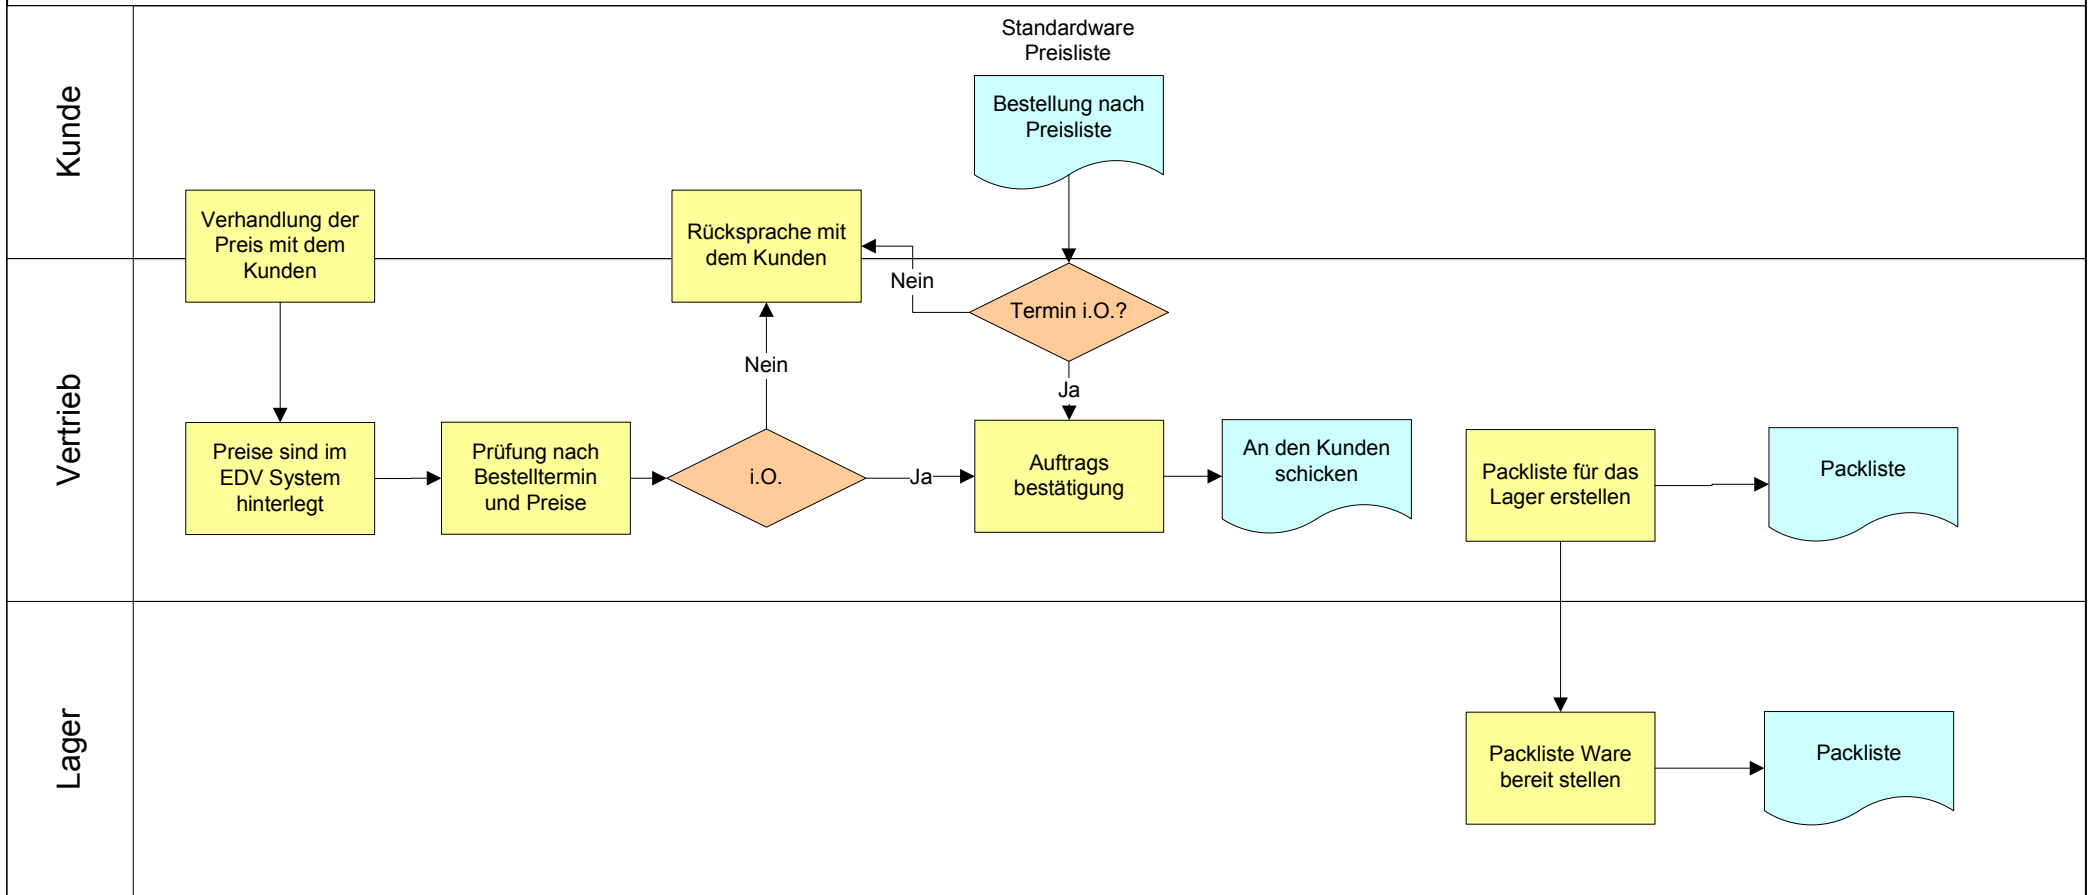 Standardware
Preisliste
Kunde
Bestellung nach
Preisliste
Verhandlung der
Preis mit dem
Kunden
Rücksprache mit
dem Kunden
Nein
Termin i.O.?
Nein
Ja
Vertrieb
Preise sind im
EDV System
hinterlegt
Prüfung nach
Bestelltermin
und Preise
i.O.
Ja
Auftrags
bestätigung
An den Kunden
schicken
Packliste für das
Lager erstellen
Packliste
Lager
Packliste Ware
bereit stellen
Packliste